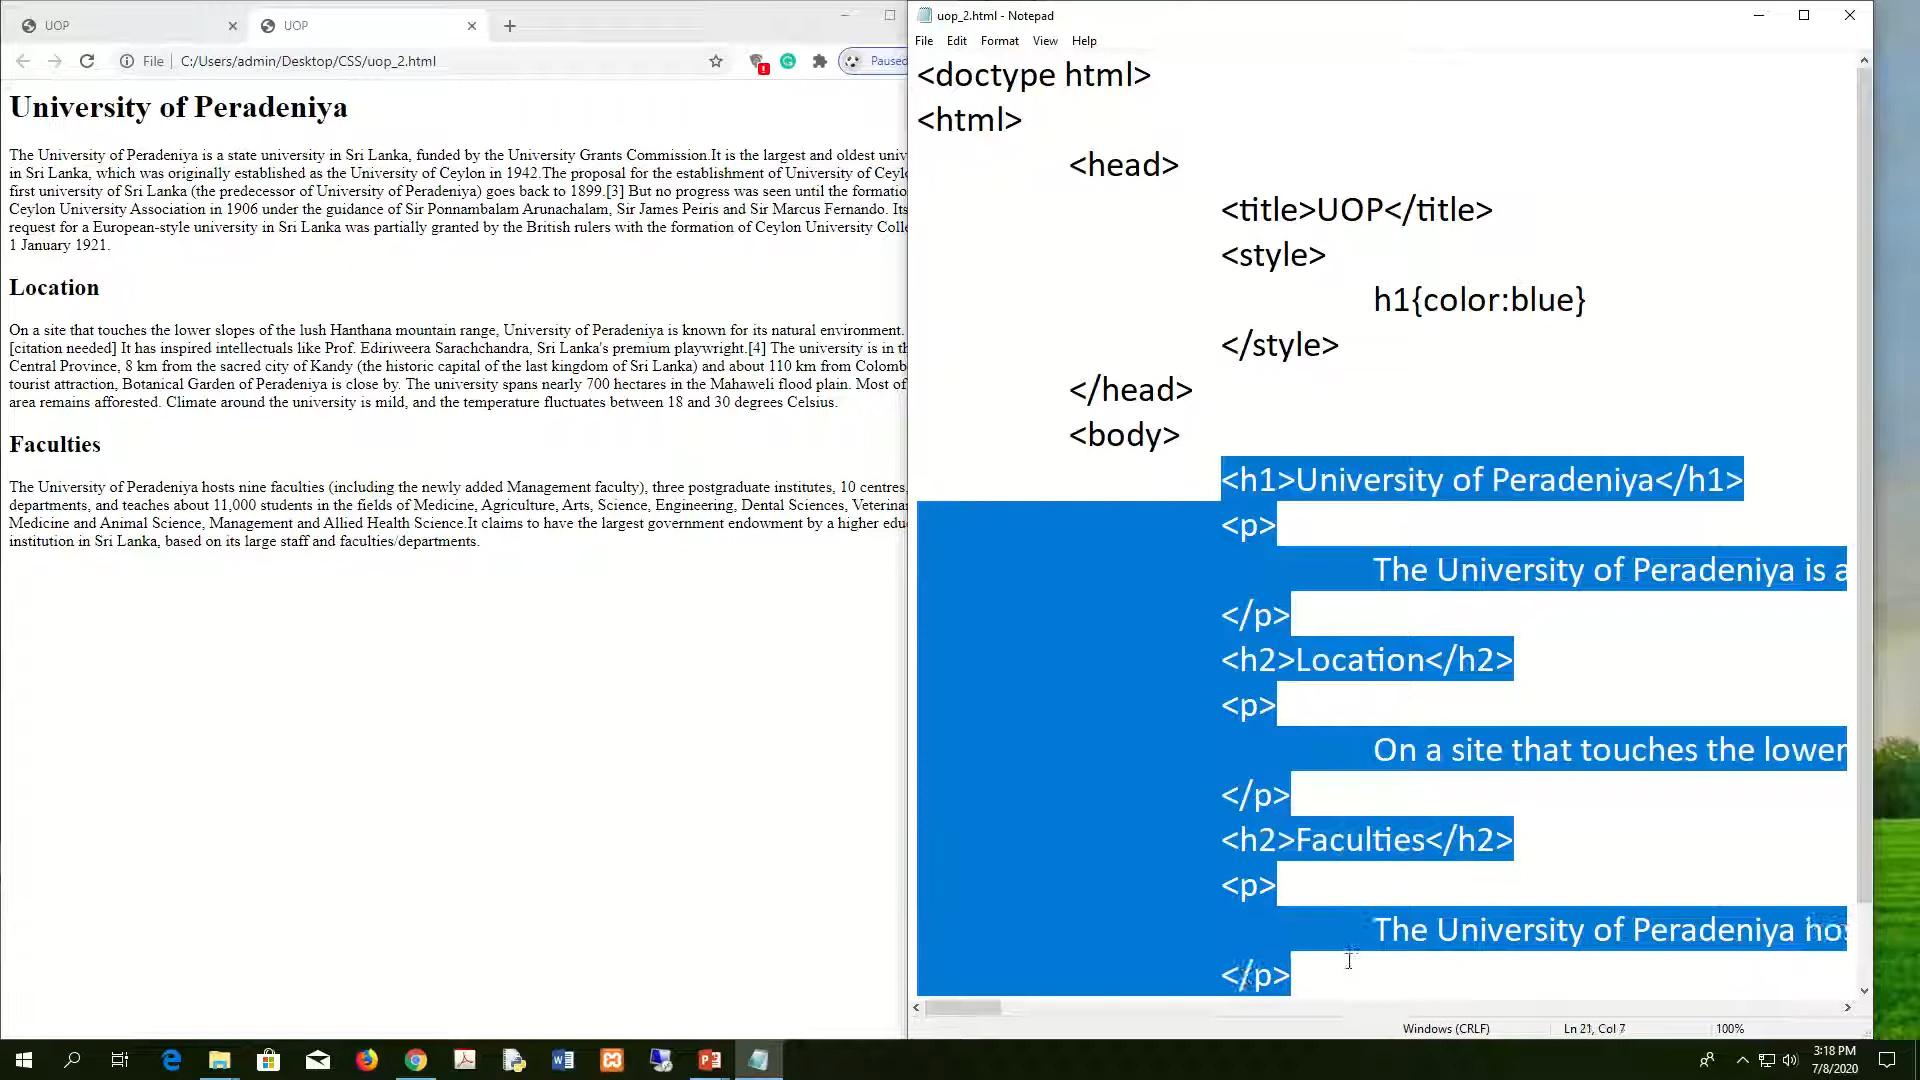 UOP
UOP
File C:/Users/admin/Desktop/CSS/uop_2.html
Paused
University of Peradeniya
The University of Peradeniya is a state university in Sri Lanka, funded by the University Grants Commission.It is the largest and oldest univ
in Sri Lanka, which was originally established as the University of Ceylon in 1942.The proposal for the establishment of University of Ceyl
first university of Sri Lanka (the predecessor of University of Peradeniya) goes back to 1899.[3] But no progress was seen until the formatio
Ceylon University Association in 1906 under the guidance of Sir Ponnambalam Arunachalam, Sir James Peiris and Sir Marcus Fernando. Its
request for a European-style university in Sri Lanka was partially granted by the British rulers with the formation of Ceylon University Coll
1 January 1921.
Location
On a site that touches the lower slopes of the lush Hanthana mountain range, University of Peradeniya is known for its natural environment.
[citation needed] It has inspired intellectuals like Prof. Ediriweera Sarachchandra, Sri Lanka's premium playwright.[4] The university is in th
Central Province, 8 km from the sacred city of Kandy (the historic capital of the last kingdom of Sri Lanka) and about 110 km from Colomb
tourist attraction, Botanical Garden of Peradeniya is close by. The university spans nearly 700 hectares in the Mahaweli flood plain. Most of
area remains afforested. Climate around the university is mild, and the temperature fluctuates between 18 and 30 degrees Celsius.
Faculties
The University of Peradeniya hosts nine faculties (including the newly added Management faculty), three postgraduate institutes, 10 centres,
departments, and teaches about 11,000 students in the fields of Medicine, Agriculture, Arts, Science, Engineering, Dental Sciences, Veterinar
Medicine and Animal Science, Management and Allied Health Science.It claims to have the largest government endowment by a higher edu
institution in Sri Lanka, based on its large staff and faculties/departments.
uop_2.html - Notepad
File Edit Format View Help
<doctype html>
<html>
<head>
<title>UOP</title>
<style>
h1{color:blue}
</style>
</head>
<body>
<h1>University of Peradeniya</h1>
<p>
The University of Peradeniya is a
</p>
<h2>Location</h2>
<p>
On a site that touches the lower
</p>
<h2>Faculties</h2>
<p>
The University of Peradeniya hos
</p>
Windows (CRLF) Ln 21, Col 7 100%
3:18 PM
7/8/2020